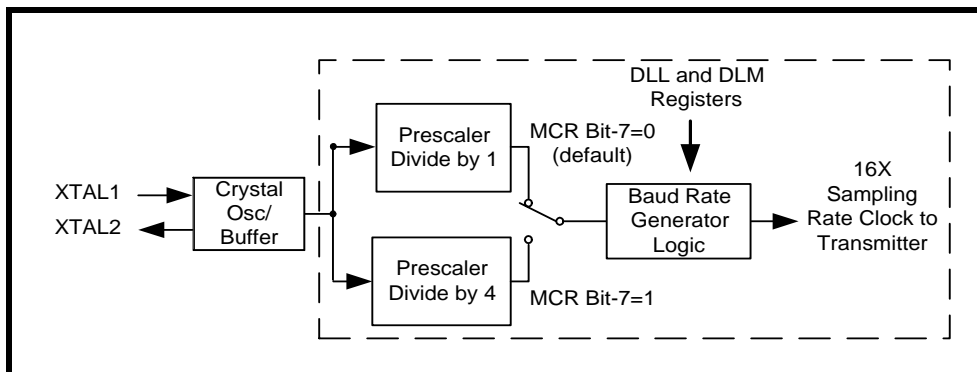 DLL and DLM
Registers
Prescaler
Divide by 1
MCR Bit-7=0
(default)
XTAL1
XTAL2
Crystal
Osc/
Buffer
Baud Rate
Generator
Logic
16X
Sampling
Rate Clock to
Transmitter
Prescaler
Divide by 4
MCR Bit-7=1